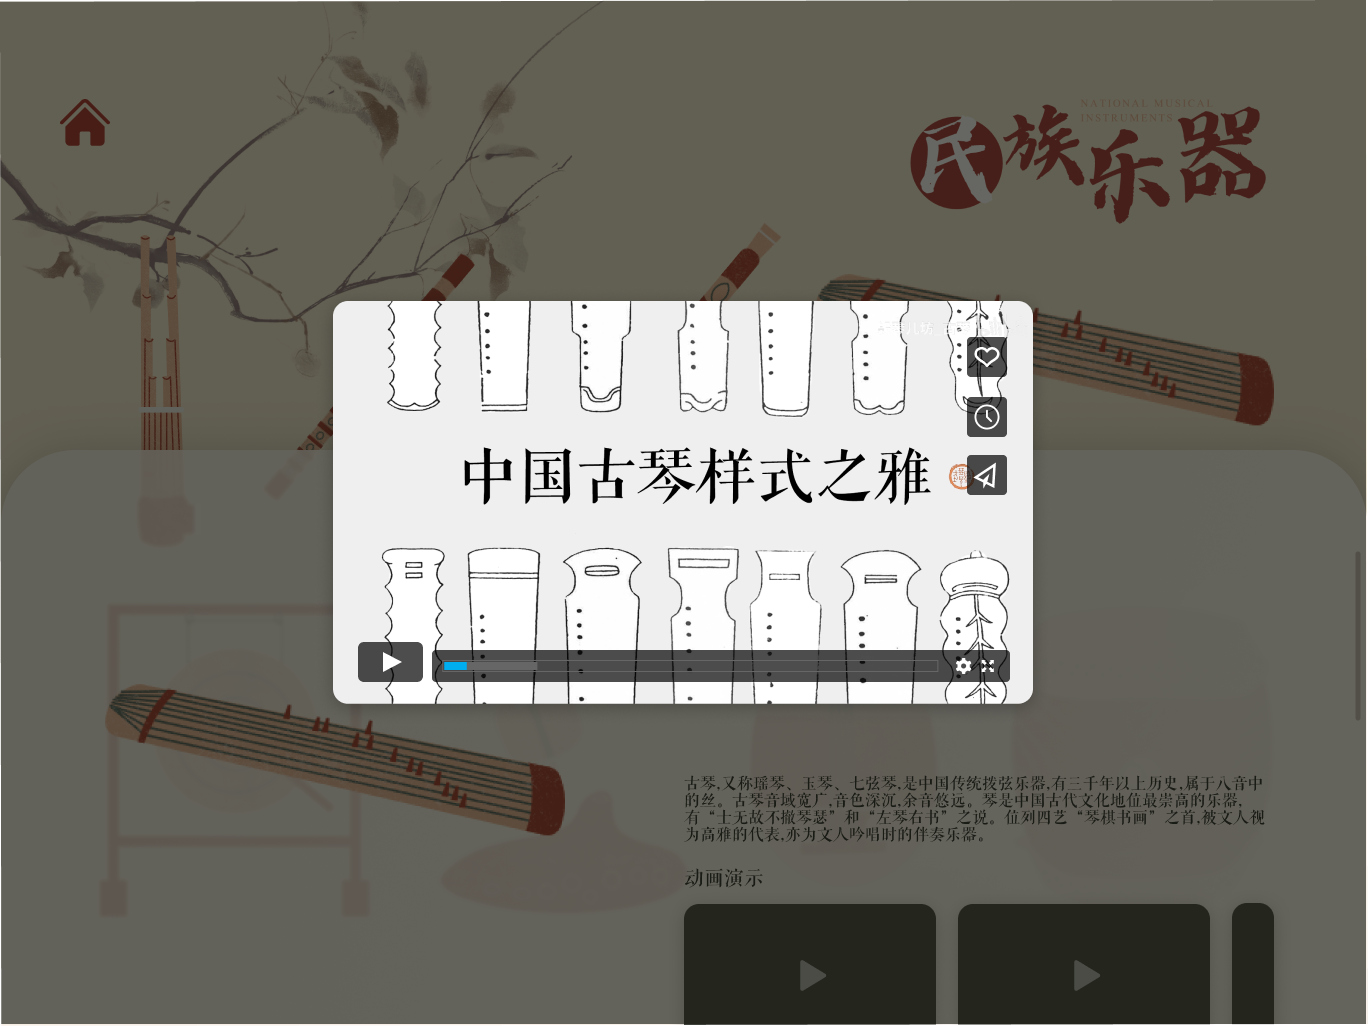 NATIONAL MUSICAL
INSTRUMENTS
民族乐器
中国古琴样式之雅
古琴,又称瑶琴、玉琴、七弦琴,是中国传统拨弦乐器,有三千年以上历史,属于八音中
的丝。古琴音域宽广,音色深沉,余音悠远。琴是中国古代文化地位最崇高的乐器,
有“士无故不撤琴瑟”和“左琴右书”之说。位列四艺“琴棋书画”之首,被文人视
为高雅的代表,亦为文人吟唱时的伴奏乐器。
动画演示